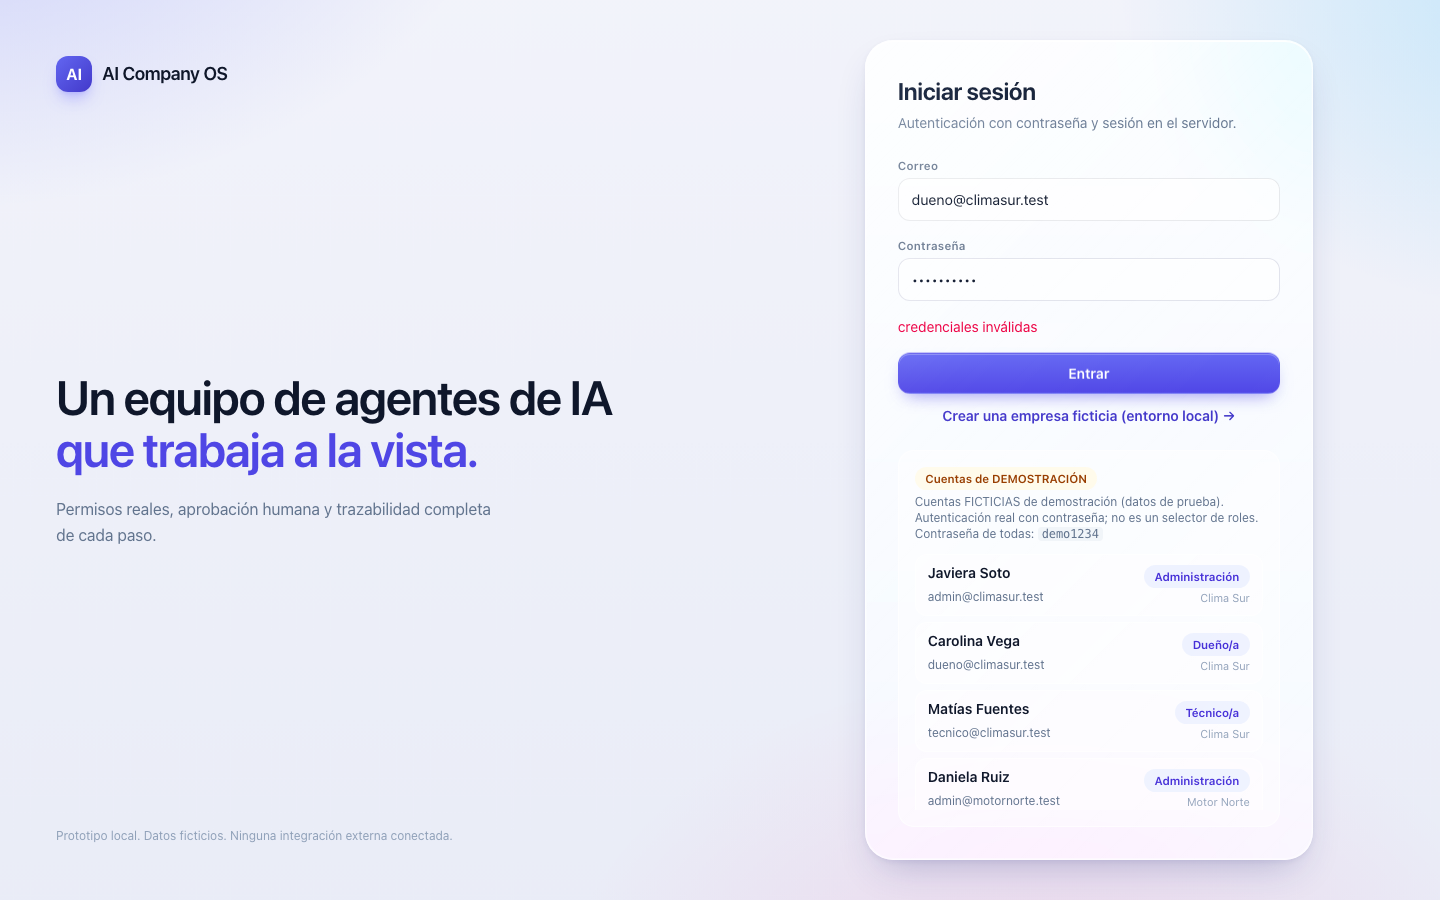 AI
AI Company OS
Un equipo de agentes de IA
que trabaja a la vista.
Permisos reales, aprobación humana y trazabilidad completa
de cada paso.
Prototipo local. Datos ficticios. Ninguna integración externa conectada.
Iniciar sesión
Autenticación con contraseña y sesión en el servidor.
Correo
dueno@climasur.test
Contraseña
••••••••••
credenciales inválidas
Entrar
Crear una empresa ficticia (entorno local) →
Cuentas de DEMOSTRACIÓN
Cuentas FICTICIAS de demostración (datos de prueba).
Autenticación real con contraseña; no es un selector de roles.
Contraseña de todas: demo1234
Javiera Soto
Administración
admin@climasur.test
Clima Sur
Carolina Vega
Dueño/a
dueno@climasur.test
Clima Sur
Matías Fuentes
Técnico/a
tecnico@climasur.test
Clima Sur
Daniela Ruiz
Administración
admin@motornorte.test
Motor Norte